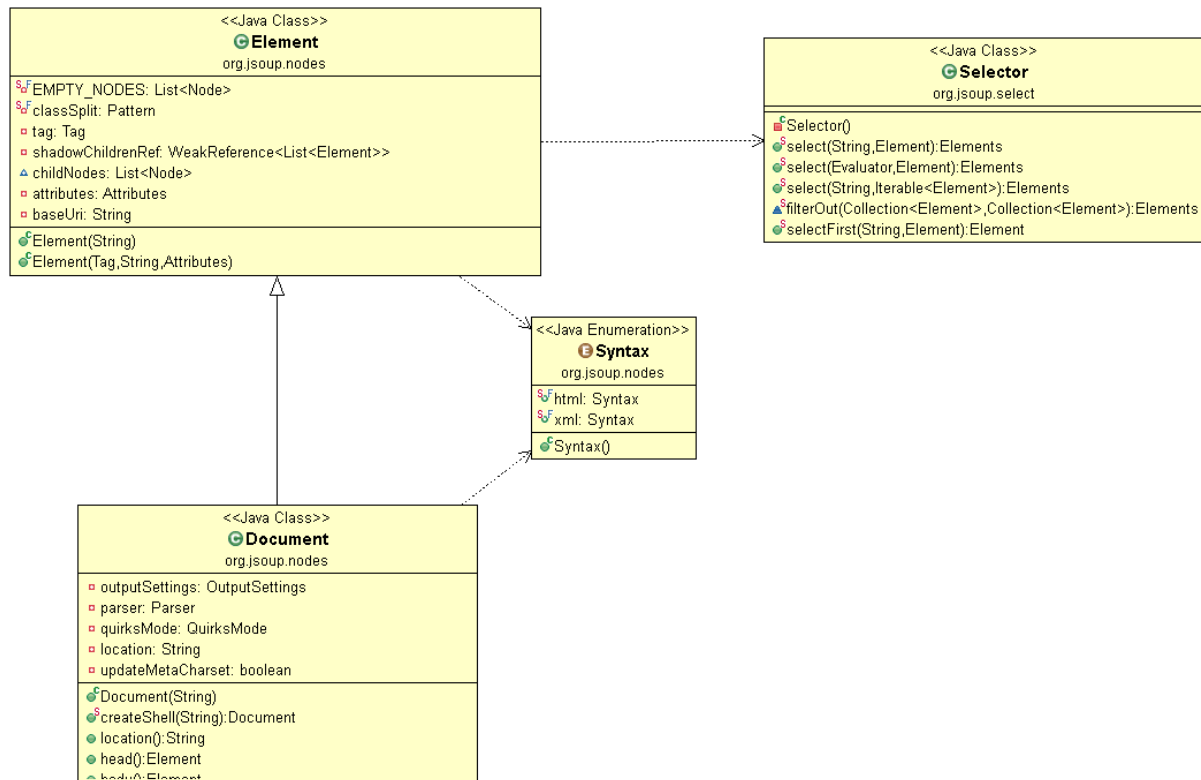 <<Java Class>>
Element
org.jsoup.nodes
EMPTY_NODES: List<Node>
classSplit: Pattern
tag: Tag
shadowChildrenRef: WeakReference<List<Element>>
childNodes: List<Node>
attributes: Attributes
baseUri: String
Element(String)
Element(Tag,String,Attributes)
<<Java Class>>
Selector
org.jsoup.select
Selector()
select(String,Element):Elements
select(Evaluator,Element):Elements
select(String,Iterable<Element>):Elements
filterOut(Collection<Element>,Collection<Element>):Elements
selectFirst(String,Element):Element
<<Java Enumeration>>
Syntax
org.jsoup.nodes
html: Syntax
xml: Syntax
Syntax()
<<Java Class>>
Document
org.jsoup.nodes
outputSettings: OutputSettings
parser: Parser
quirksMode: QuirksMode
location: String
updateMetaCharset: boolean
Document(String)
createShell(String):Document
location():String
head():Element
body():Element